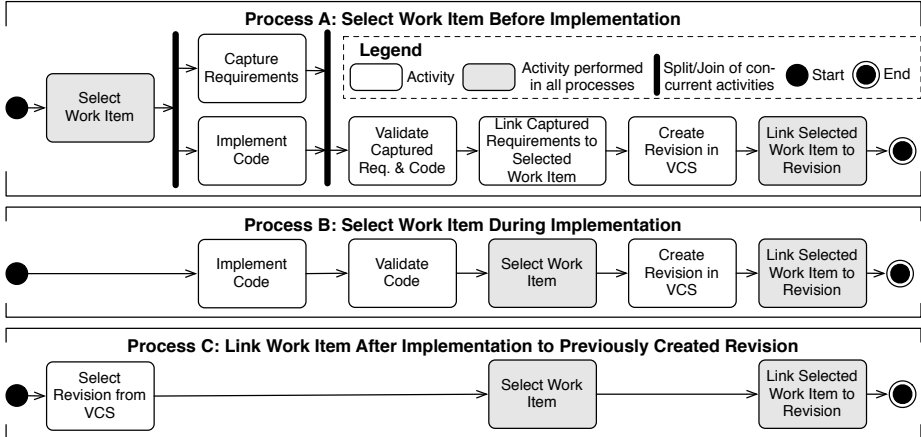 Process A: Select Work Item Before Implementation
Legend
Activity
Activity performed
in all processes
Split/Join of con-
current activities
Start
End
Select
Work Item
Capture
Requirements
Implement
Code
Validate
Captured
Req. & Code
Link Captured
Requirements to
Selected
Work Item
Create
Revision in
VCS
Link Selected
Work Item to
Revision
Process B: Select Work Item During Implementation
Implement
Code
Validate
Code
Select Work
Item
Create
Revision in
VCS
Link Selected
Work Item to
Revision
Process C: Link Work Item After Implementation to Previously Created Revision
Select
Revision from
VCS
Select Work
Item
Link Selected
Work Item to
Revision